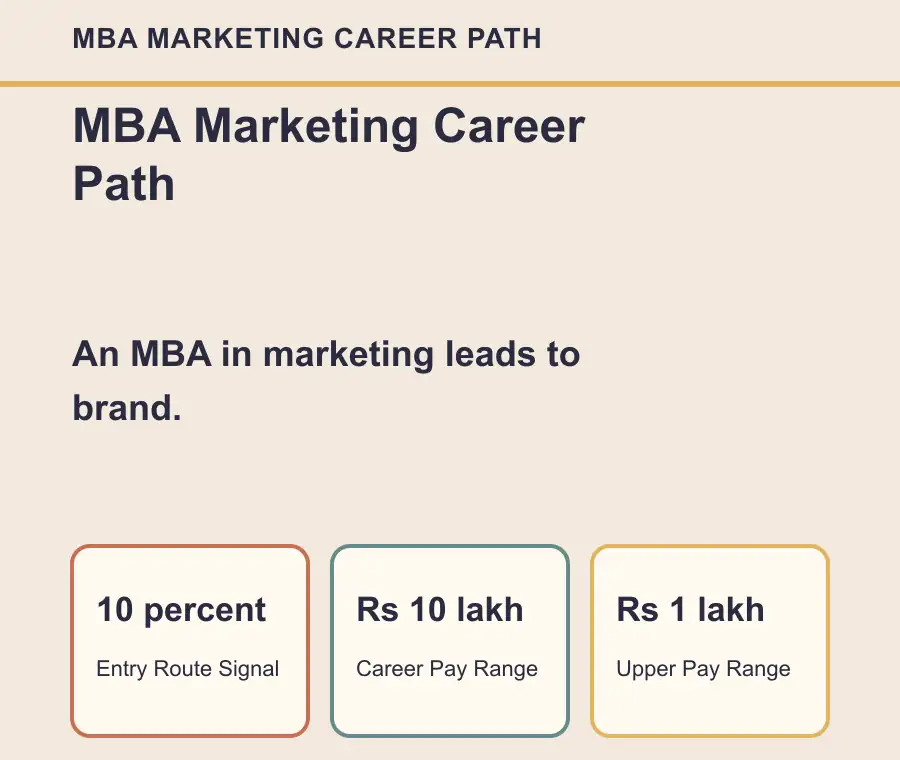 MBA MARKETING CAREER PATH
MBA Marketing Career
Path
An MBA in marketing leads to
brand.
10 percent
Entry Route Signal
Rs 10 lakh
Career Pay Range
Rs 1 lakh
Upper Pay Range